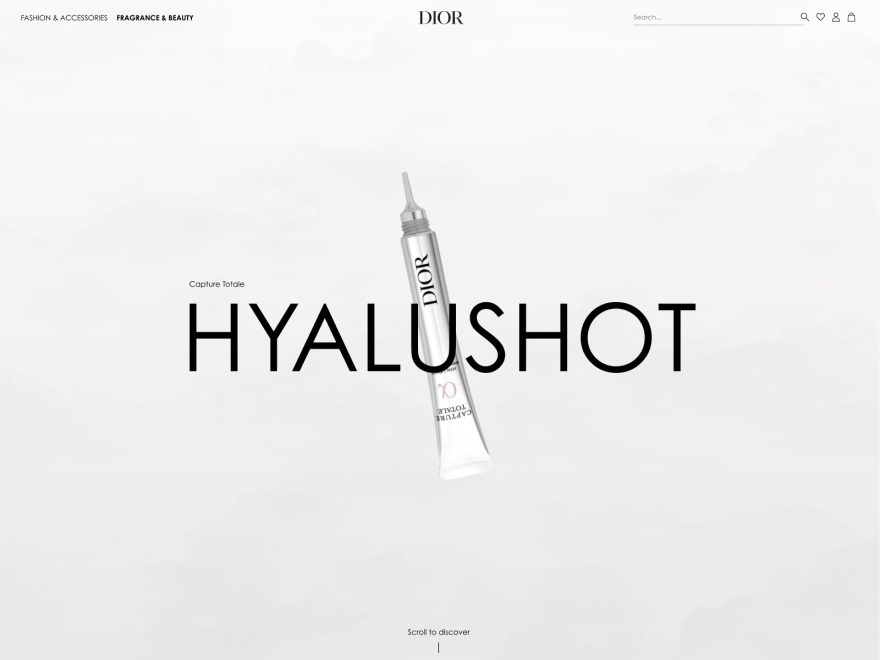 FASHION & ACCESSORIES
FRAGRANCE & BEAUTY
DIOR
Search...
Capture Totale
HYALUSHOT
DIOR
CAPTURE
TOTALE
Scroll to discover